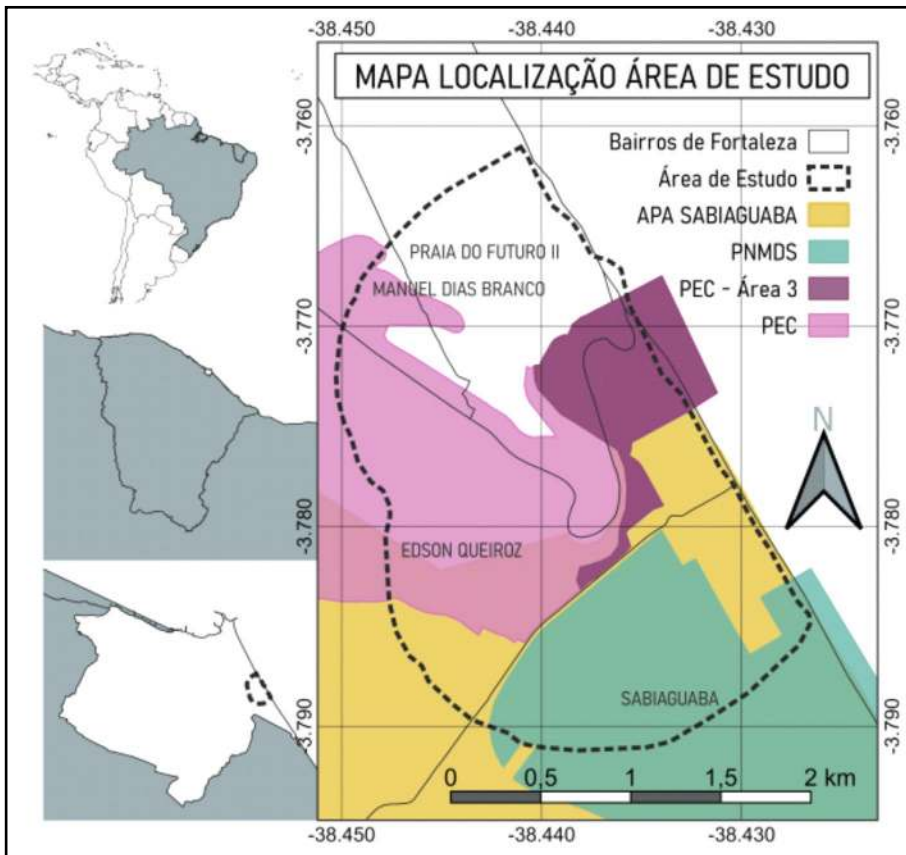 -38.450 -38.440 -38.430
MAPA LOCALIZAÇÃO ÁREA DE ESTUDO
-3.760 -3.760
Bairros de Fortaleza
Área de Estudo
APA SABIAGUABA
PNMDS
PEC - Área 3
PEC
PRAIA DO FUTURO II
MANUEL DIAS BRANCO
-3.770 -3.770
N
-3.780 -3.780
EDSON QUEIROZ
SABIAGUABA
-3.790 -3.790
0 0,5 1 1,5 2 km
-38.450 -38.440 -38.430